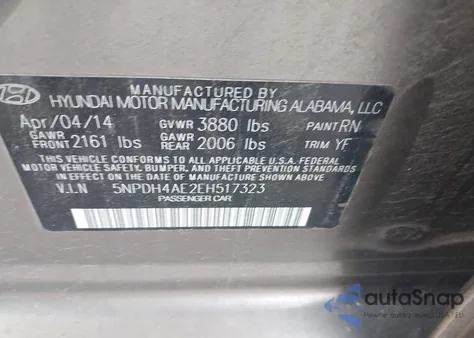 MANUFACTURED BY
HYUNDAI MOTOR MANUFACTURING ALABAMA, LLC
Apr/04/14 GVWR 3880 lbs PAINT RN
GAWR FRONT 2161 lbs GAWR REAR 2006 lbs TRIM YF
THIS VEHICLE CONFORMS TO ALL APPLICABLE U.S.A. FEDERAL
MOTOR VEHICLE SAFETY, BUMPER, AND THEFT PREVENTION
STANDARDS IN EFFECT ON THE DATE OF MANUFACTURE SHOWN ABOVE.
V.I.N 5NPDH4AE2EH517323
PASSENGER CAR
autoSnap